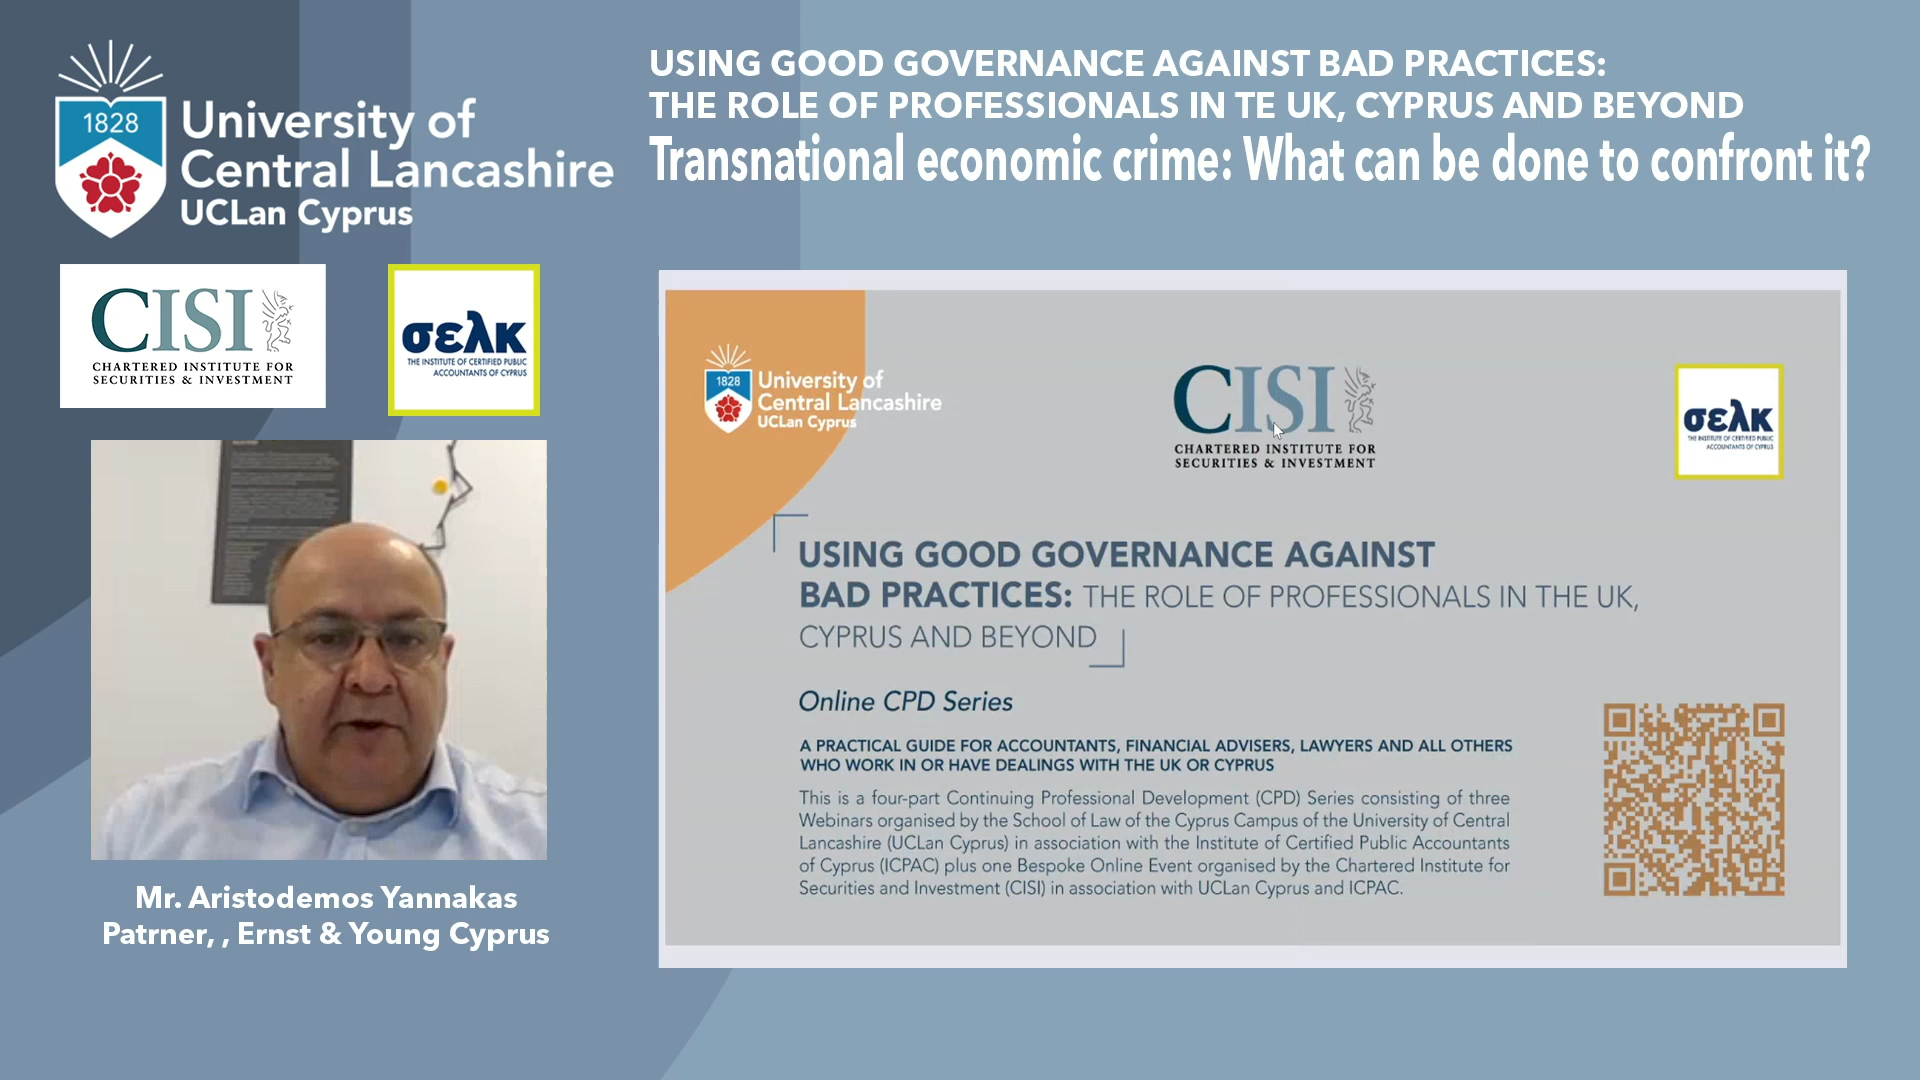 1828
University of
Central Lancashire
UCLan Cyprus
USING GOOD GOVERNANCE AGAINST BAD PRACTICES:
THE ROLE OF PROFESSIONALS IN TE UK, CYPRUS AND BEYOND
Transnational economic crime: What can be done to confront it?
CISI
CHARTERED INSTITUTE FOR
SECURITIES & INVESTMENT
σελκ
THE INSTITUTE OF CERTIFIED PUBLIC
ACCOUNTANTS OF CYPRUS
Mr. Aristodemos Yannakas
Patrner, , Ernst & Young Cyprus
1828
University of
Central Lancashire
UCLan Cyprus
CISI
CHARTERED INSTITUTE FOR
SECURITIES & INVESTMENT
σελκ
THE INSTITUTE OF CERTIFIED PUBLIC
ACCOUNTANTS OF CYPRUS
USING GOOD GOVERNANCE AGAINST
BAD PRACTICES: THE ROLE OF PROFESSIONALS IN THE UK,
CYPRUS AND BEYOND
Online CPD Series
A PRACTICAL GUIDE FOR ACCOUNTANTS, FINANCIAL ADVISERS, LAWYERS AND ALL OTHERS
WHO WORK IN OR HAVE DEALINGS WITH THE UK OR CYPRUS
This is a four-part Continuing Professional Development (CPD) Series consisting of three
Webinars organised by the School of Law of the Cyprus Campus of the University of Central
Lancashire (UCLan Cyprus) in association with the Institute of Certified Public Accountants
of Cyprus (ICPAC) plus one Bespoke Online Event organised by the Chartered Institute for
Securities and Investment (CISI) in association with UCLan Cyprus and ICPAC.